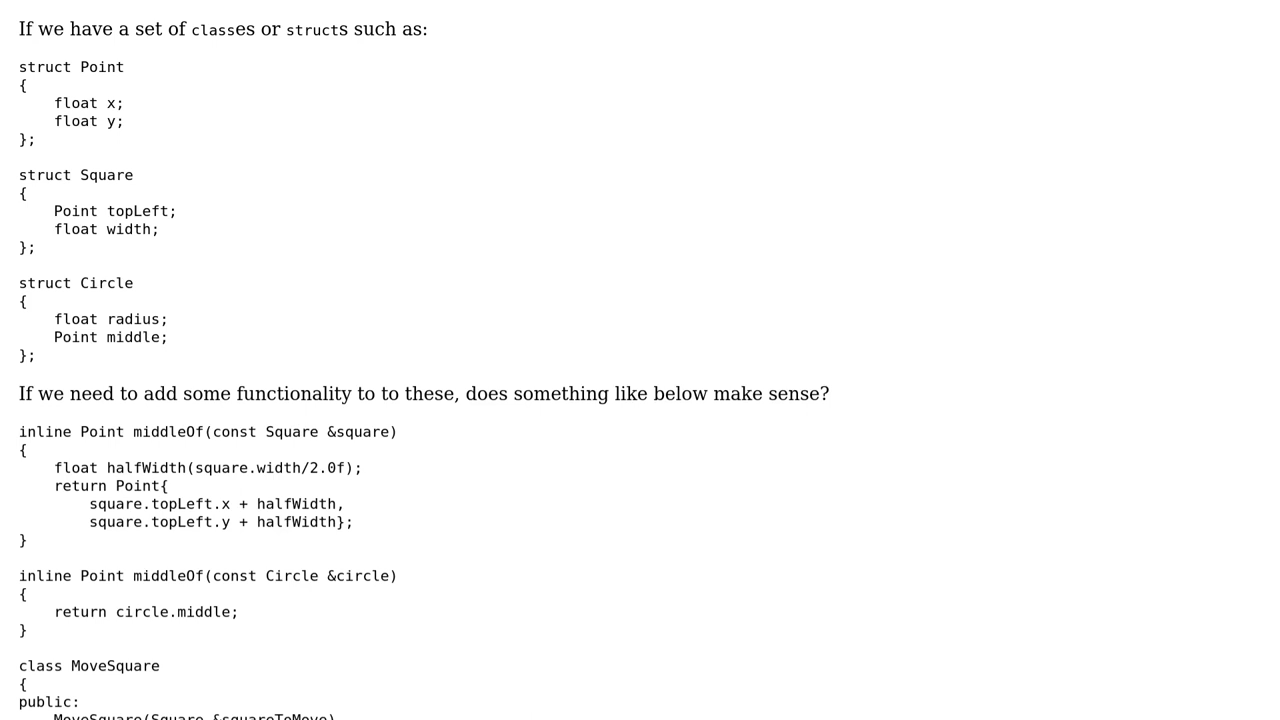 If we have a set of classes or structs such as:
struct Point
{
    float x;
    float y;
};
struct Square
{
    Point topLeft;
    float width;
};
struct Circle
{
    float radius;
    Point middle;
};
If we need to add some functionality to to these, does something like below make sense?
inline Point middleOf(const Square &square)
{
    float halfWidth(square.width/2.0f);
    return Point{
        square.topLeft.x + halfWidth,
        square.topLeft.y + halfWidth};
}
inline Point middleOf(const Circle &circle)
{
    return circle.middle;
}
class MoveSquare
{
public:
    MoveSquare(Square &squareToMove)